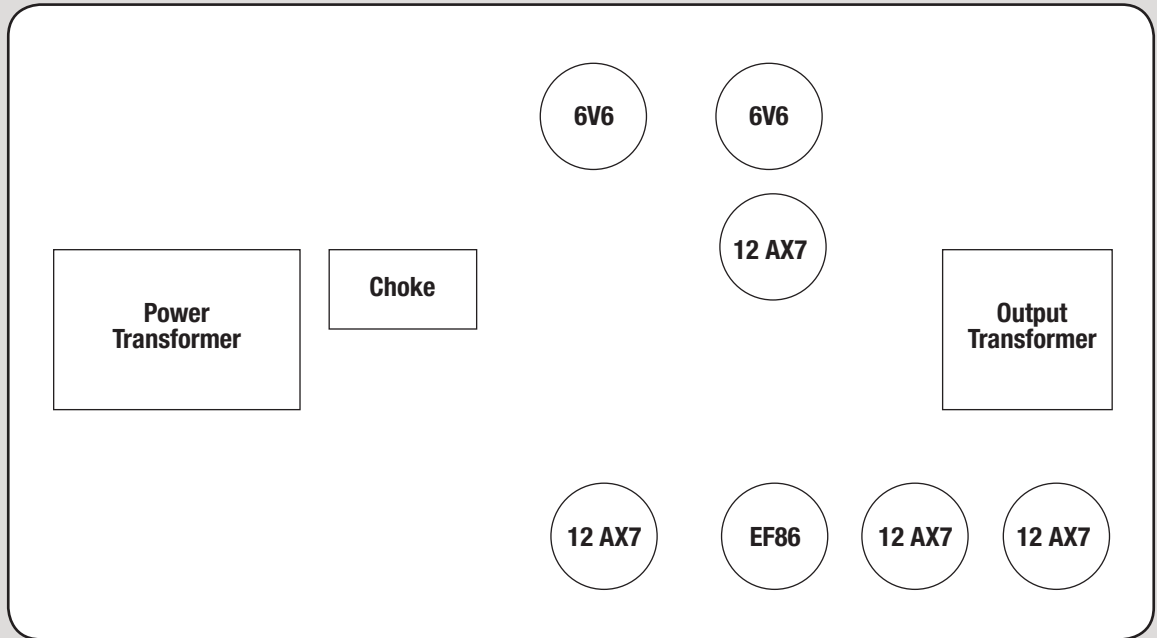 6V6
6V6
12 AX7
Choke
Power
Transformer
Output
Transformer
12 AX7
EF86
12 AX7
12 AX7